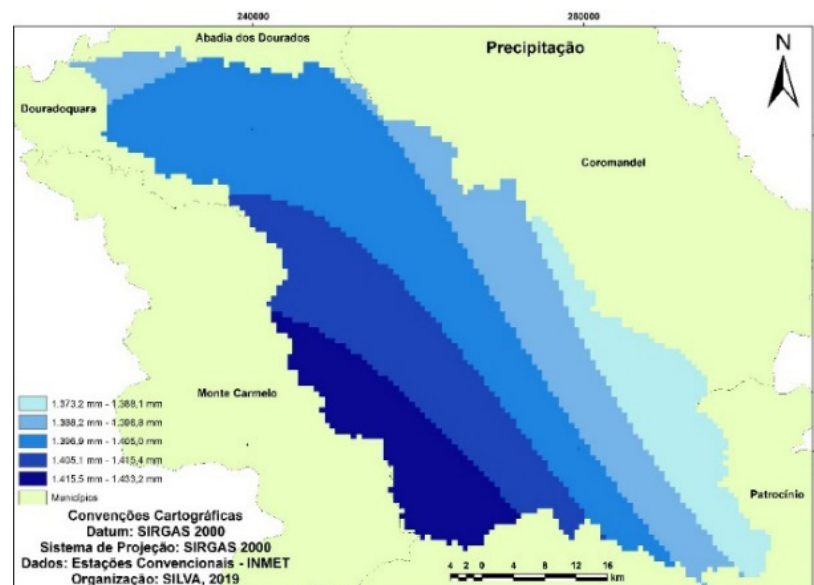 240000
280000
Abadia dos Dourados
Precipitação
N
Douradoquara
Coromandel
Monte Carmelo
Patrocínio
1.373,2 mm - 1.388,1 mm
1.388,2 mm - 1.396,8 mm
1.396,9 mm - 1.405,0 mm
1.405,1 mm - 1.415,4 mm
1.415,5 mm - 1.433,2 mm
Municípios
Convenções Cartográficas
Datum: SIRGAS 2000
Sistema de Projeção: SIRGAS 2000
Dados: Estações Convencionais - INMET
Organização: SILVA, 2019
4 2 0 4 8 12 16
km